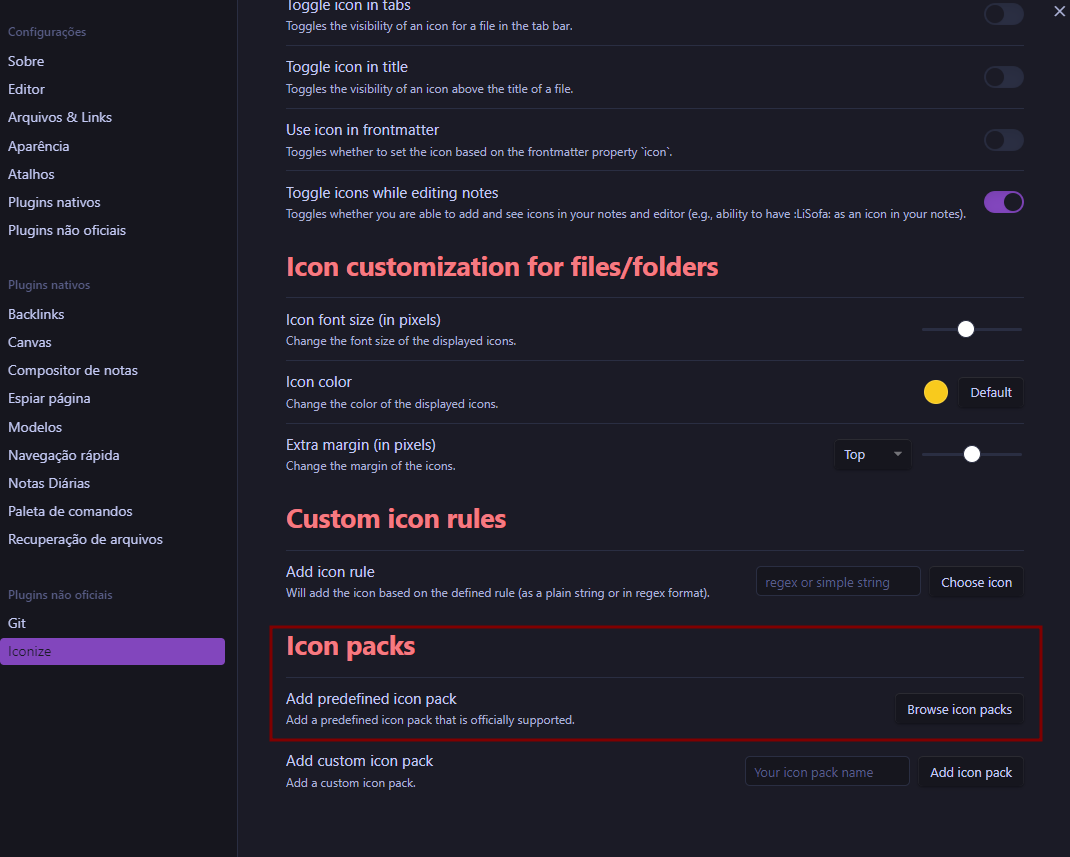 Configurações
Sobre
Editor
Arquivos & Links
Aparência
Atalhos
Plugins nativos
Plugins não oficiais
Plugins nativos
Backlinks
Canvas
Compositor de notas
Espiar página
Modelos
Navegação rápida
Notas Diárias
Paleta de comandos
Recuperação de arquivos
Plugins não oficiais
Git
Iconize
Toggle icon in tabs
Toggles the visibility of an icon for a file in the tab bar.
Toggle icon in title
Toggles the visibility of an icon above the title of a file.
Use icon in frontmatter
Toggles whether to set the icon based on the frontmatter property `icon`.
Toggle icons while editing notes
Toggles whether you are able to add and see icons in your notes and editor (e.g., ability to have :LiSofa: as an icon in your notes).
Icon customization for files/folders
Icon font size (in pixels)
Change the font size of the displayed icons.
Icon color
Change the color of the displayed icons.
Default
Extra margin (in pixels)
Change the margin of the icons.
Top
Custom icon rules
Add icon rule
Will add the icon based on the defined rule (as a plain string or in regex format).
regex or simple string
Choose icon
Icon packs
Add predefined icon pack
Add a predefined icon pack that is officially supported.
Browse icon packs
Add custom icon pack
Add a custom icon pack.
Your icon pack name
Add icon pack